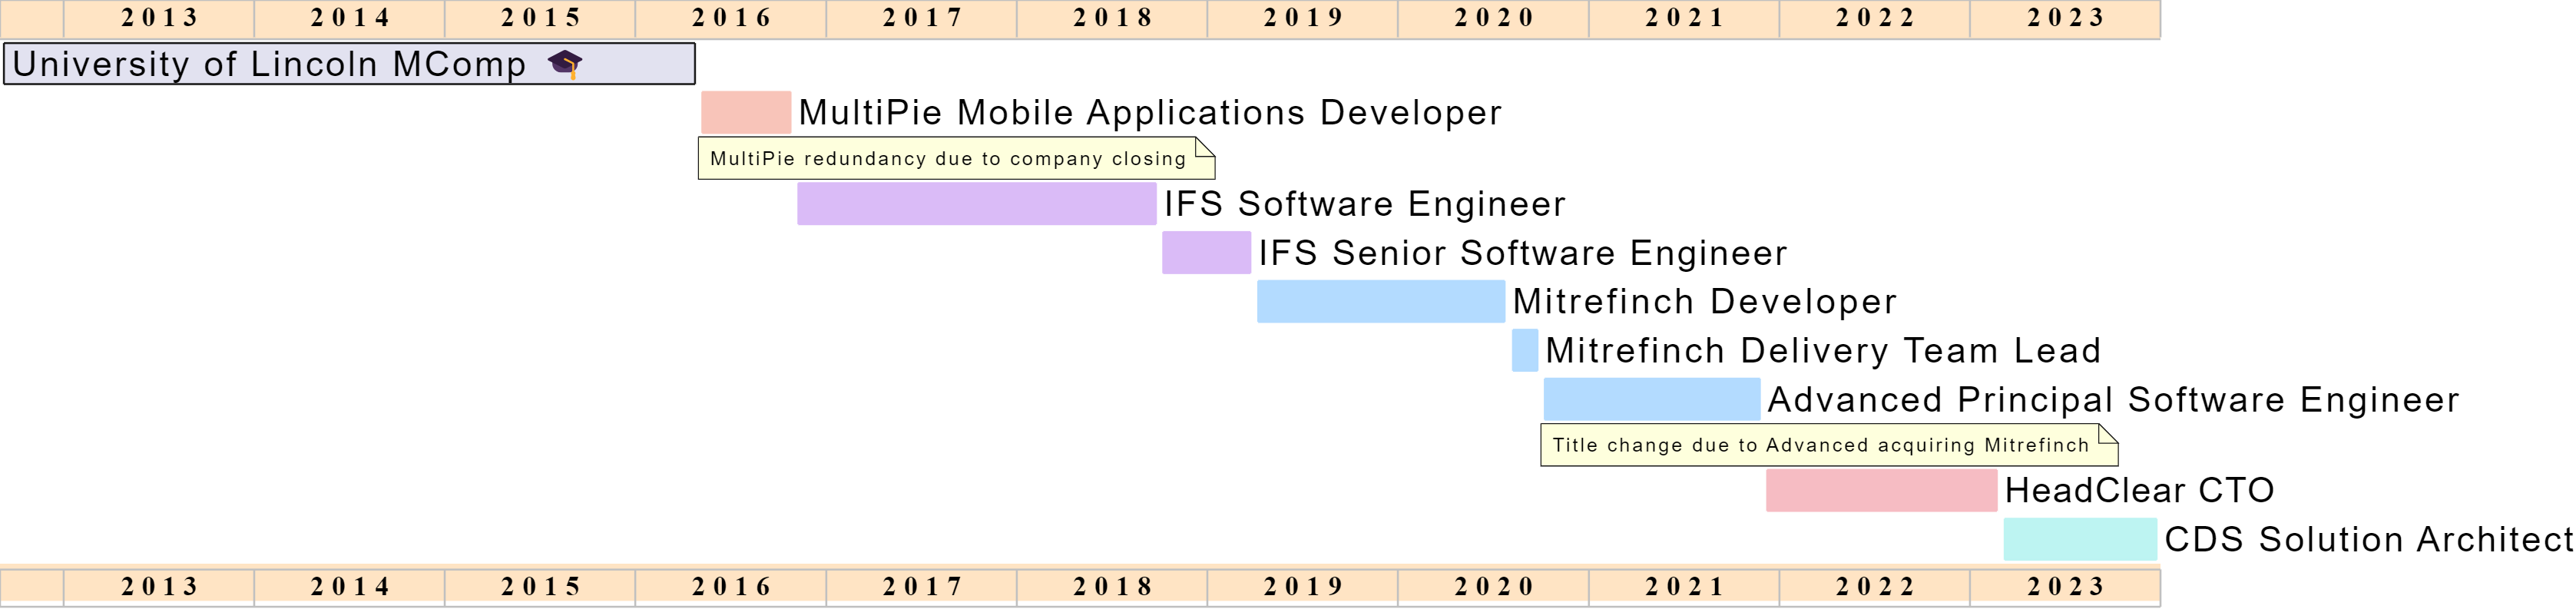 2013 2014 2015 2016 2017 2018 2019 2020 2021 2022 2023
University of Lincoln MComp 🎓
MultiPie Mobile Applications Developer
MultiPie redundancy due to company closing
IFS Software Engineer
IFS Senior Software Engineer
Mitrefinch Developer
Mitrefinch Delivery Team Lead
Advanced Principal Software Engineer
Title change due to Advanced acquiring Mitrefinch
HeadClear CTO
CDS Solution Architect
2013 2014 2015 2016 2017 2018 2019 2020 2021 2022 2023